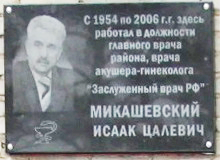 С 1954 по 2006 г.г. здесь
работал в должности
главного врача
района, врача
акушера-гинеколога
"Заслуженный врач РФ"
МИКАШЕВСКИЙ
ИСААК ЦАЛЕВИЧ